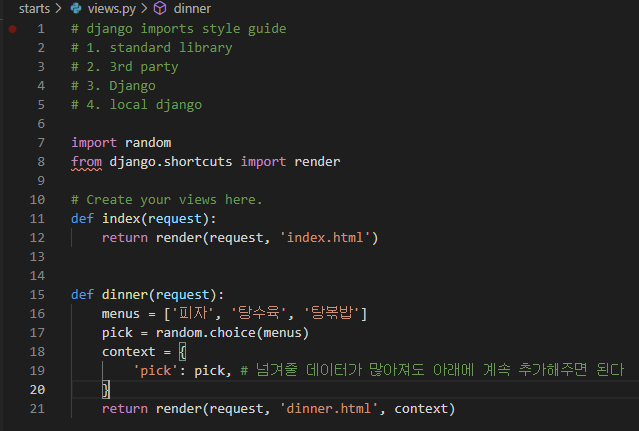 starts > views.py > dinner
1 # django imports style guide
2 # 1. standard library
3 # 2. 3rd party
4 # 3. Django
5 # 4. local django
6
7 import random
8 from django.shortcuts import render
9
10 # Create your views here.
11 def index(request):
12     return render(request, 'index.html')
13
14
15 def dinner(request):
16     menus = ['피자', '탕수육', '탕볶밥']
17     pick = random.choice(menus)
18     context = {
19         'pick': pick, # 넘겨줄 데이터가 많아져도 아래에 계속 추가해주면 된다
20     }
21     return render(request, 'dinner.html', context)